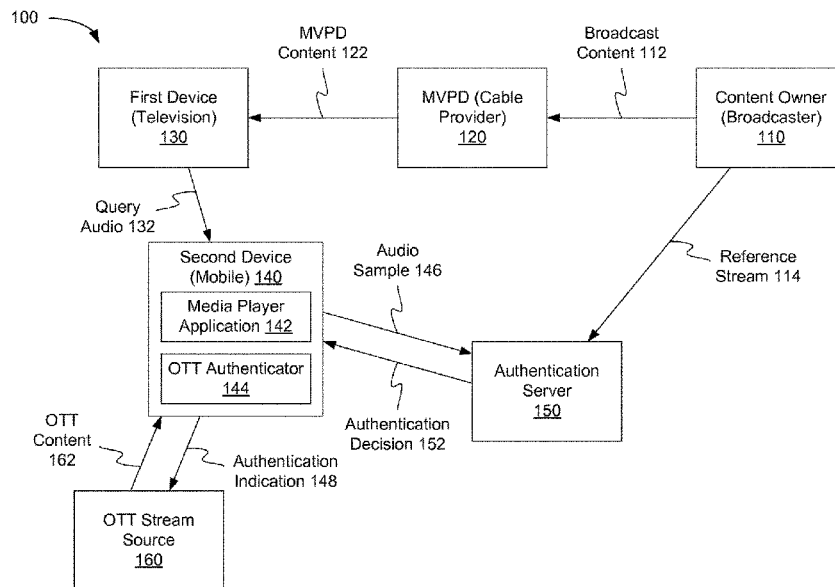 100
MVPD
Content 122
Broadcast
Content 112
First Device
(Television)
130
MVPD (Cable
Provider)
120
Content Owner
(Broadcaster)
110
Query
Audio 132
Second Device
(Mobile) 140
Media Player
Application 142
OTT Authenticator
144
Audio
Sample 146
Reference
Stream 114
Authentication
Server
150
Authentication
Decision 152
OTT
Content
162
Authentication
Indication 148
OTT Stream
Source
160